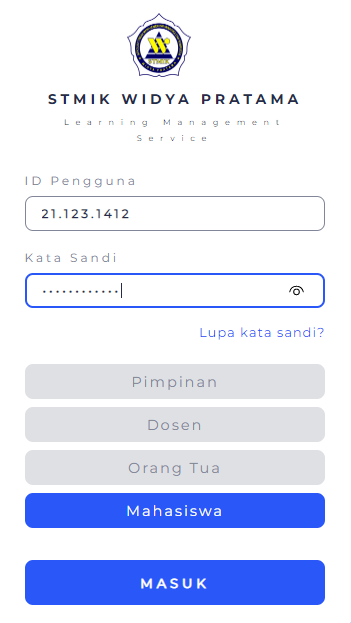 STMIK
STMIK WIDYA PRATAMA
Learning Management
Service
ID Pengguna
21.123.1412
Kata Sandi
••••••••••••
Lupa kata sandi?
Pimpinan
Dosen
Orang Tua
Mahasiswa
MASUK